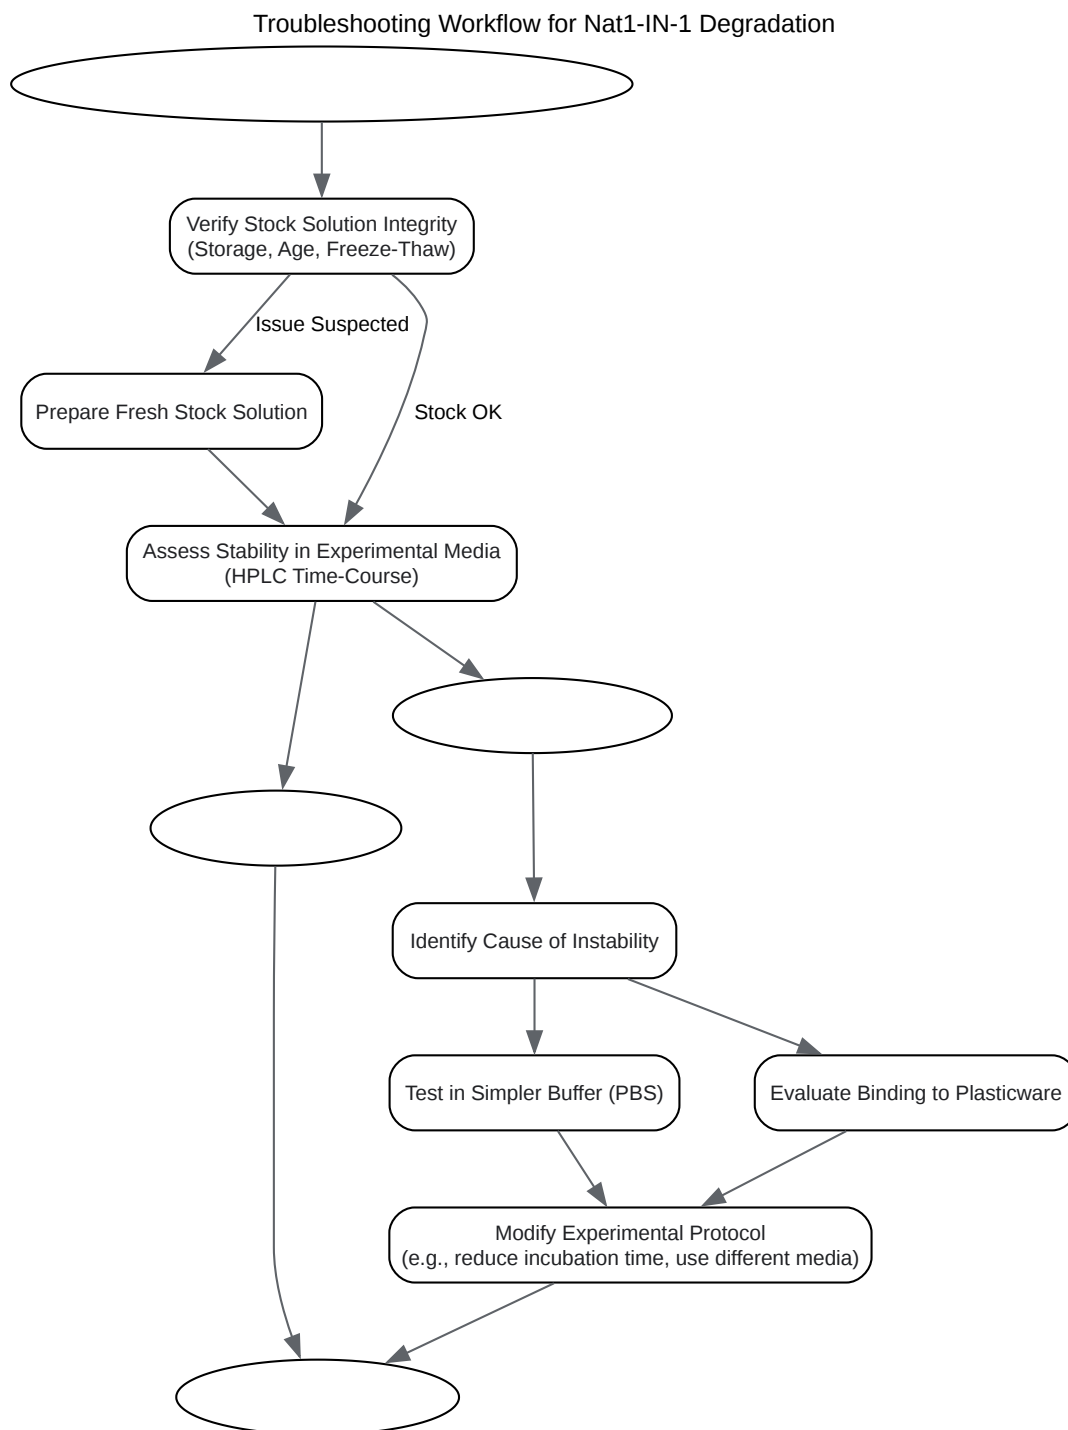 Troubleshooting Workflow for Nat1-IN-1 Degradation
Verify Stock Solution Integrity
(Storage, Age, Freeze-Thaw)
Issue Suspected
Prepare Fresh Stock Solution
Stock OK
Assess Stability in Experimental Media
(HPLC Time-Course)
Identify Cause of Instability
Test in Simpler Buffer (PBS)
Evaluate Binding to Plasticware
Modify Experimental Protocol
(e.g., reduce incubation time, use different media)